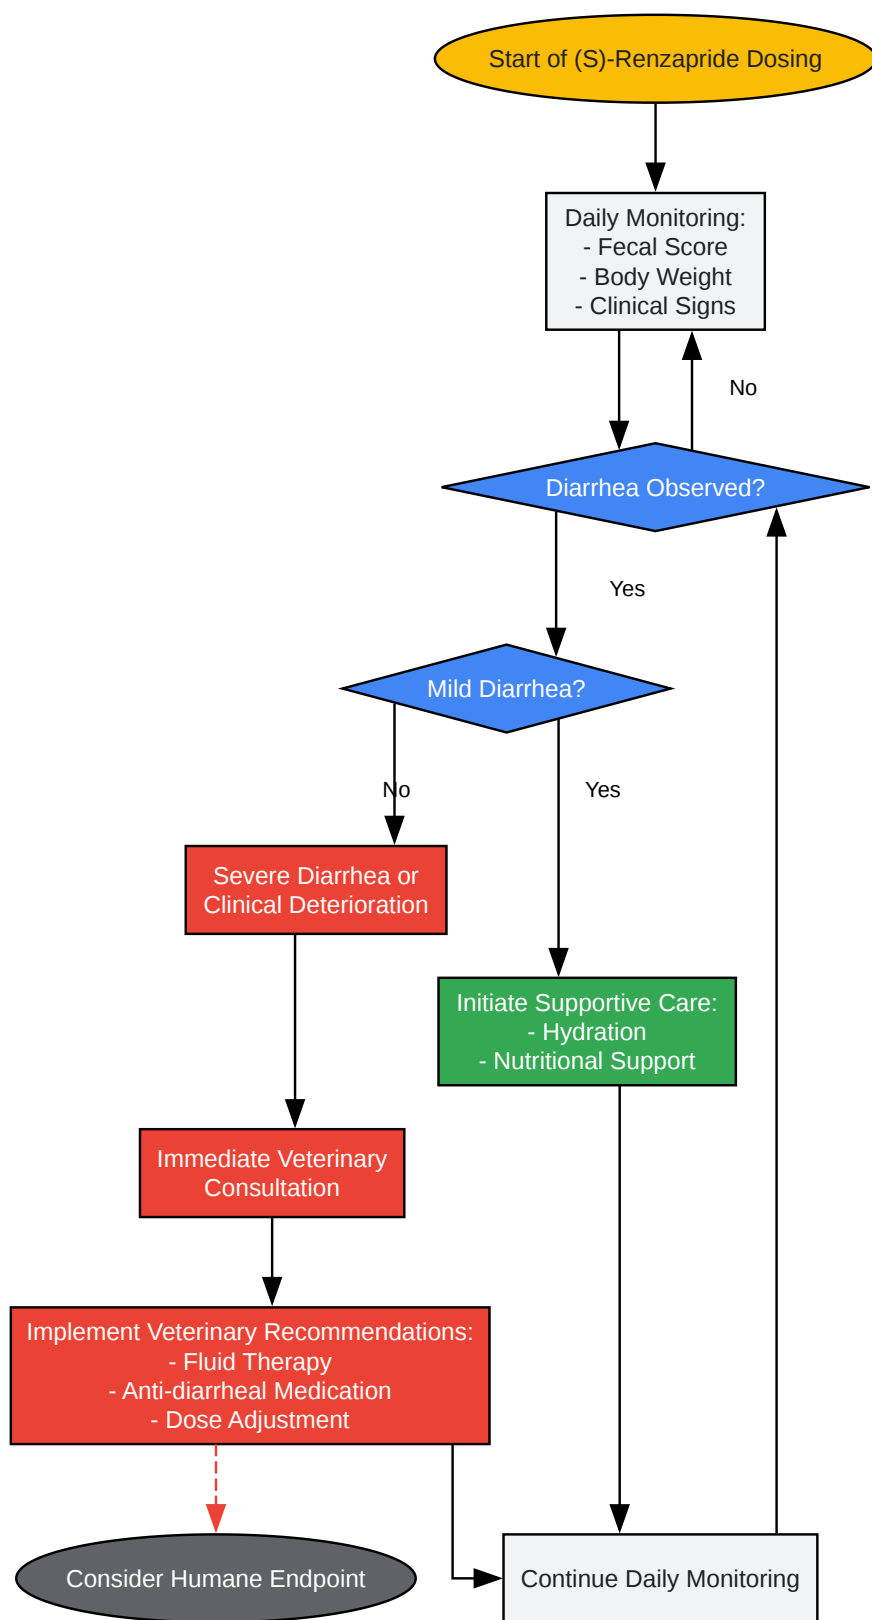 Start of (S)-Renzapride Dosing
Daily Monitoring:
- Fecal Score
- Body Weight
- Clinical Signs
No
Diarrhea Observed?
Yes
Mild Diarrhea?
No
Yes
Severe Diarrhea or
Clinical Deterioration
Initiate Supportive Care:
- Hydration
- Nutritional Support
Immediate Veterinary
Consultation
Implement Veterinary Recommendations:
- Fluid Therapy
- Anti-diarrheal Medication
- Dose Adjustment
Consider Humane Endpoint
Continue Daily Monitoring